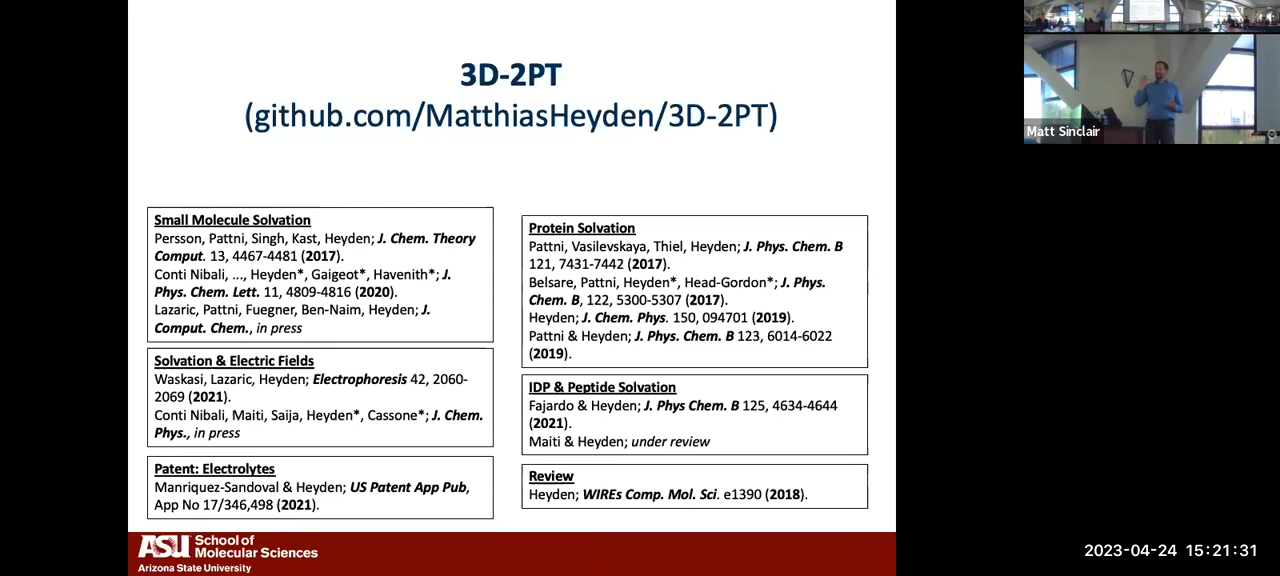 3D-2PT
(github.com/MatthiasHeyden/3D-2PT)
Small Molecule Solvation
Persson, Pattni, Singh, Kast, Heyden; J. Chem. Theory
Comput. 13, 4467-4481 (2017).
Conti Nibali, ..., Heyden*, Gaigeot*, Havenith*; J.
Phys. Chem. Lett. 11, 4809-4816 (2020).
Lazaric, Pattni, Fuegner, Ben-Naim, Heyden; J.
Comput. Chem., in press
Solvation & Electric Fields
Waskasi, Lazaric, Heyden; Electrophoresis 42, 2060-
2069 (2021).
Conti Nibali, Maiti, Saija, Heyden*, Cassone*; J. Chem.
Phys., in press
Patent: Electrolytes
Manriquez-Sandoval & Heyden; US Patent App Pub,
App No 17/346,498 (2021).
Protein Solvation
Pattni, Vasilevskaya, Thiel, Heyden; J. Phys. Chem. B
121, 7431-7442 (2017).
Belsare, Pattni, Heyden*, Head-Gordon*; J. Phys.
Chem. B, 122, 5300-5307 (2017).
Heyden; J. Chem. Phys. 150, 094701 (2019).
Pattni & Heyden; J. Phys. Chem. B 123, 6014-6022
(2019).
IDP & Peptide Solvation
Fajardo & Heyden; J. Phys Chem. B 125, 4634-4644
(2021).
Maiti & Heyden; under review
Review
Heyden; WIREs Comp. Mol. Sci. e1390 (2018).
ASU School of
Molecular Sciences
Arizona State University
Matt Sinclair
2023-04-24 15:21:31